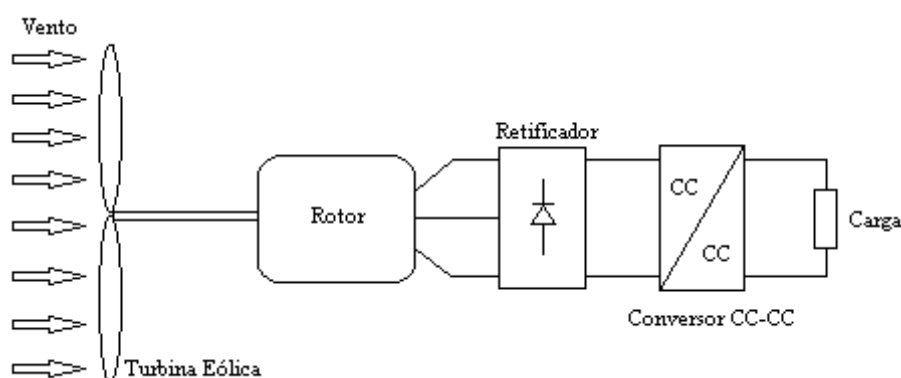 Vento
Retificador
Rotor
CC
CC
Carga
Conversor CC-CC
Turbina Eólica